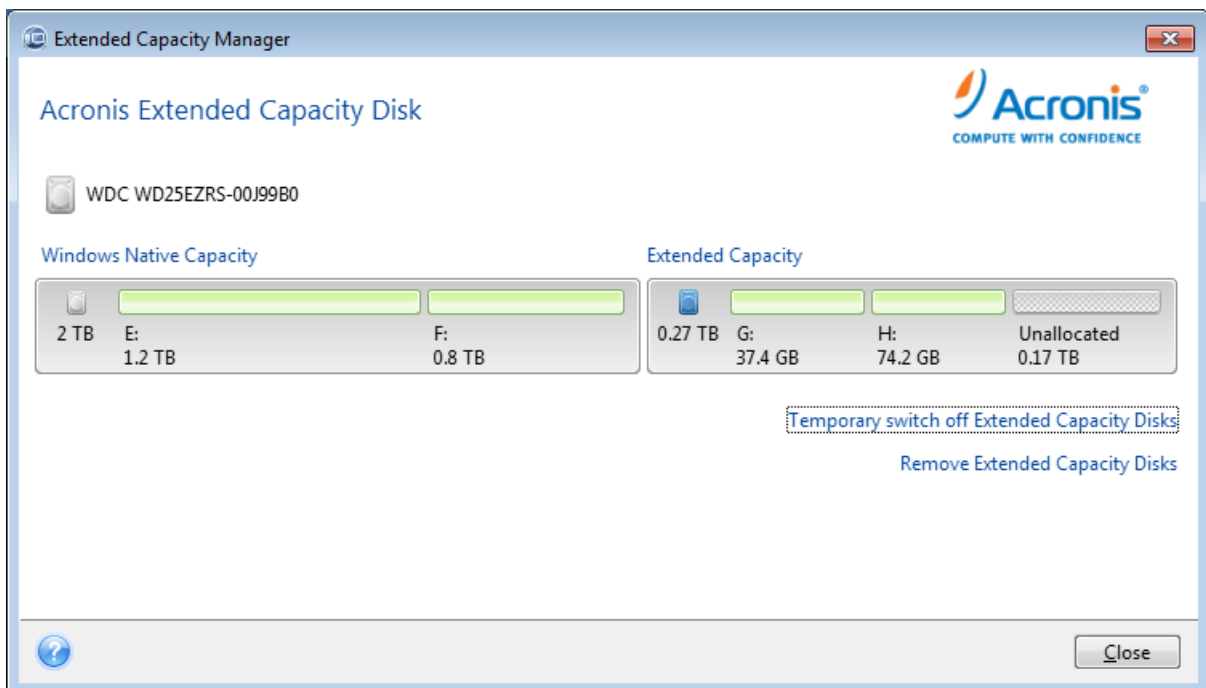 Extended Capacity Manager
Acronis Extended Capacity Disk
Acronis®
COMPUTE WITH CONFIDENCE
WDC WD25EZRS-00J99B0
Windows Native Capacity
Extended Capacity
2 TB E: F:
1.2 TB 0.8 TB
0.27 TB G: H: Unallocated
37.4 GB 74.2 GB 0.17 TB
Temporary switch off Extended Capacity Disks
Remove Extended Capacity Disks
?
Close